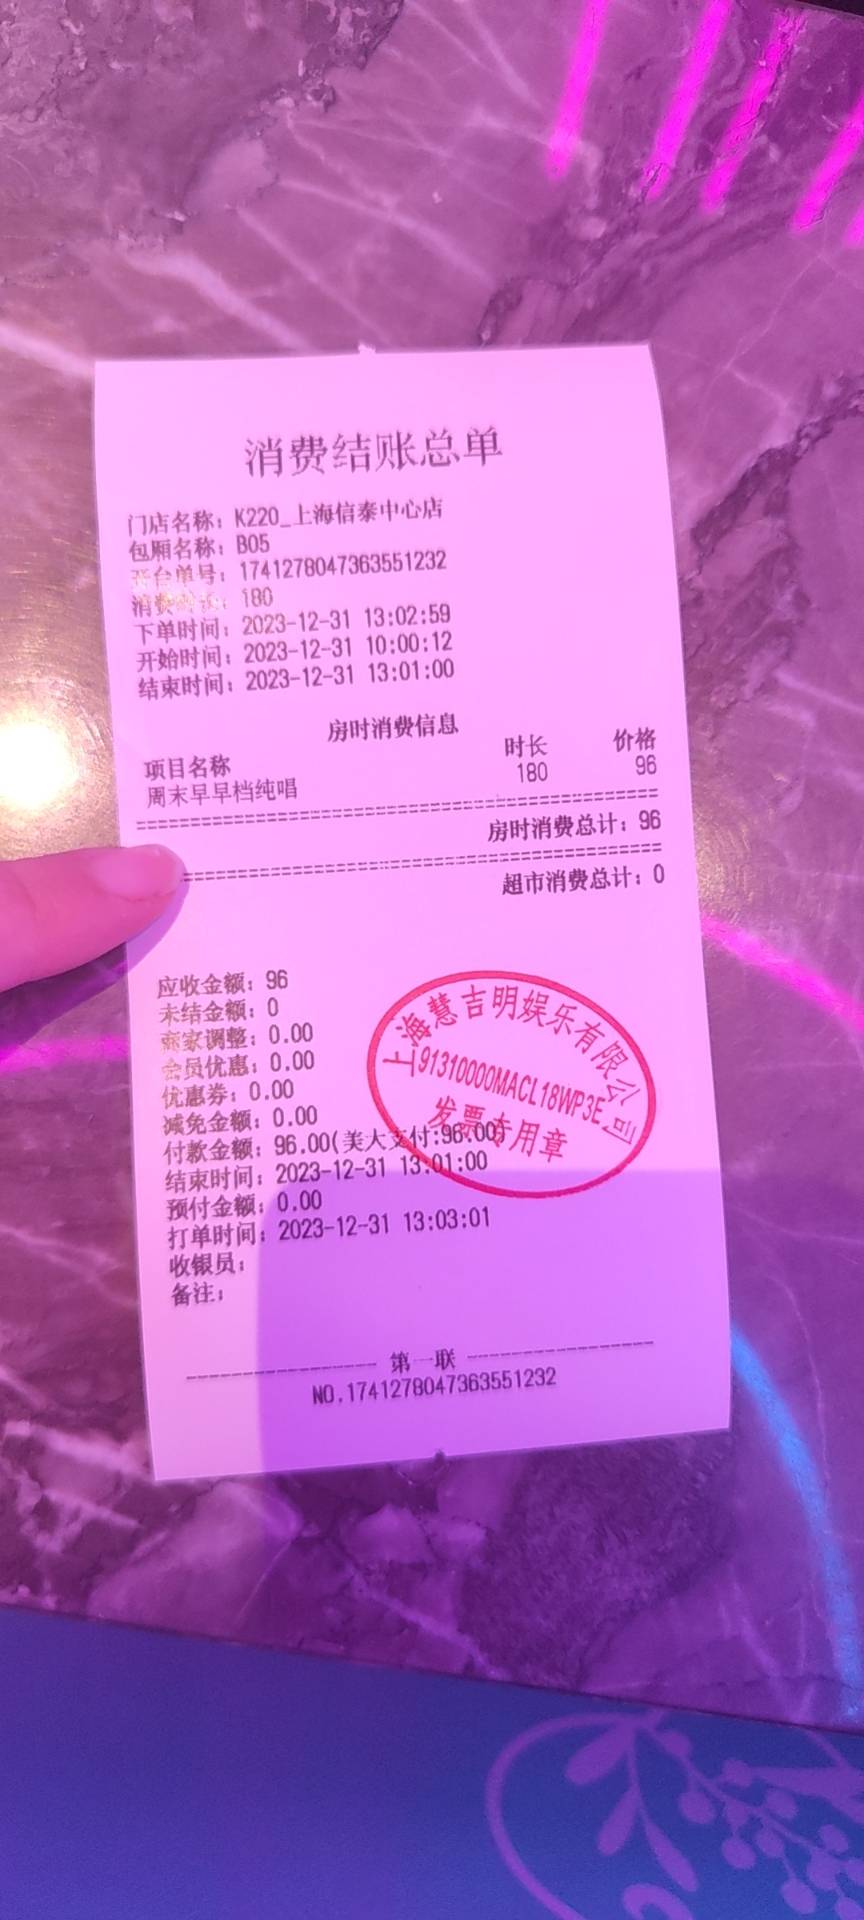 消费结账总单
门店名称：K220_上海信泰中心店
包厢名称：B05
开台单号：1741278047363551232
消费时长：180
下单时间：2023-12-31 13:02:59
开始时间：2023-12-31 10:00:12
结束时间：2023-12-31 13:01:00
房时消费信息
项目名称 时长 价格
周末早早档纯唱 180 96
房时消费总计：96
超市消费总计：0
应收金额：96
未结金额：0
商家调整：0.00
会员优惠：0.00
优惠券：0.00
减免金额：0.00
付款金额：96.00(美大支付:96.00)
结束时间：2023-12-31 13:01:00
预付金额：0.00
打单时间：2023-12-31 13:03:01
收银员：
备注：
上海慧吉明娱乐有限公司
91310000MACL18WP3E
发票专用章
第一联
NO.1741278047363551232